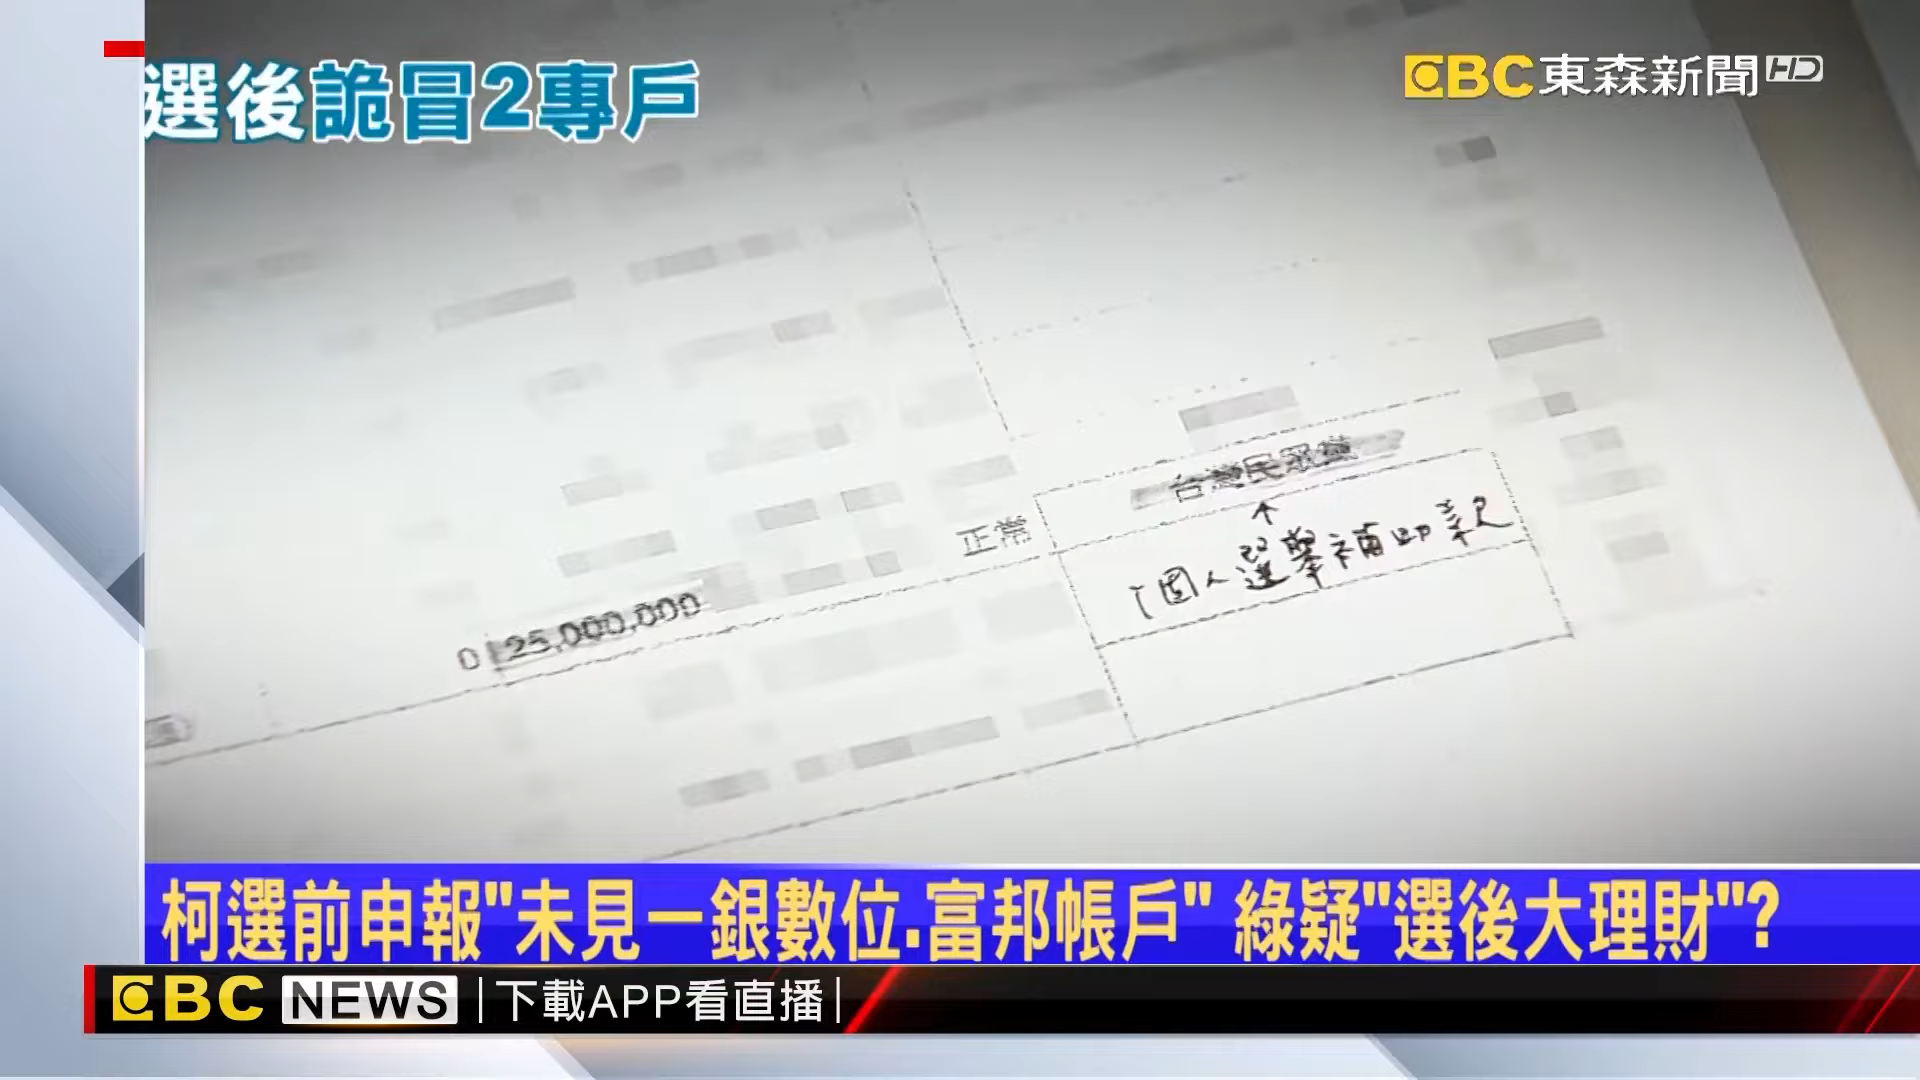 選後詭冒2專戶
EBC東森新聞HD
台灣民眾黨
↑
正常
個人選舉補助款
0 25,000,000
柯選前申報"未見一銀數位.富邦帳戶" 綠疑"選後大理財"?
EBC NEWS|下載APP看直播|